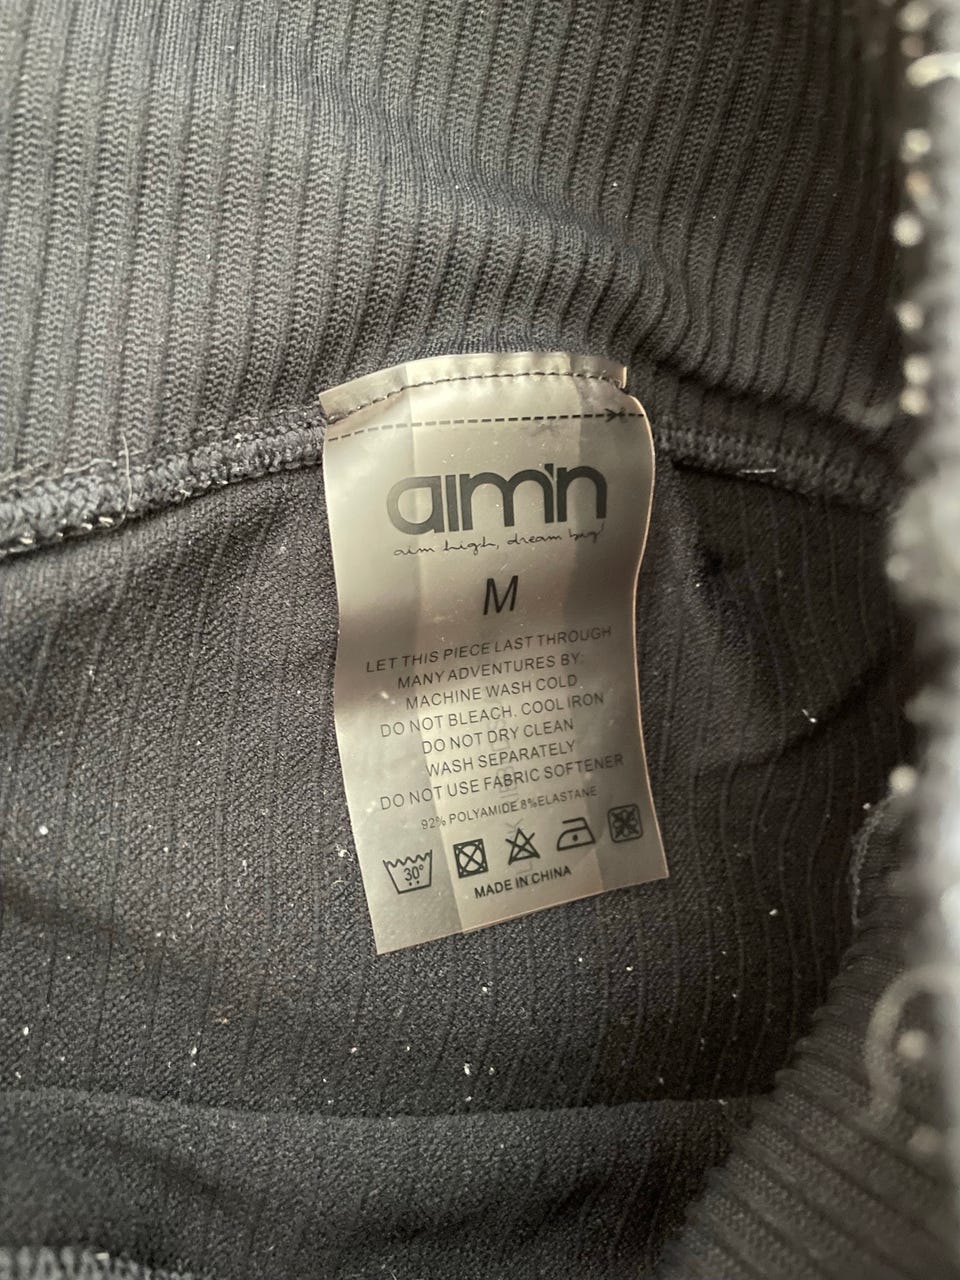 aim'n
aim high, dream big!
M
LET THIS PIECE LAST THROUGH
MANY ADVENTURES BY:
MACHINE WASH COLD
DO NOT BLEACH. COOL IRON
DO NOT DRY CLEAN
WASH SEPARATELY
DO NOT USE FABRIC SOFTENER
92% POLYAMIDE 8% ELASTANE
30°
MADE IN CHINA